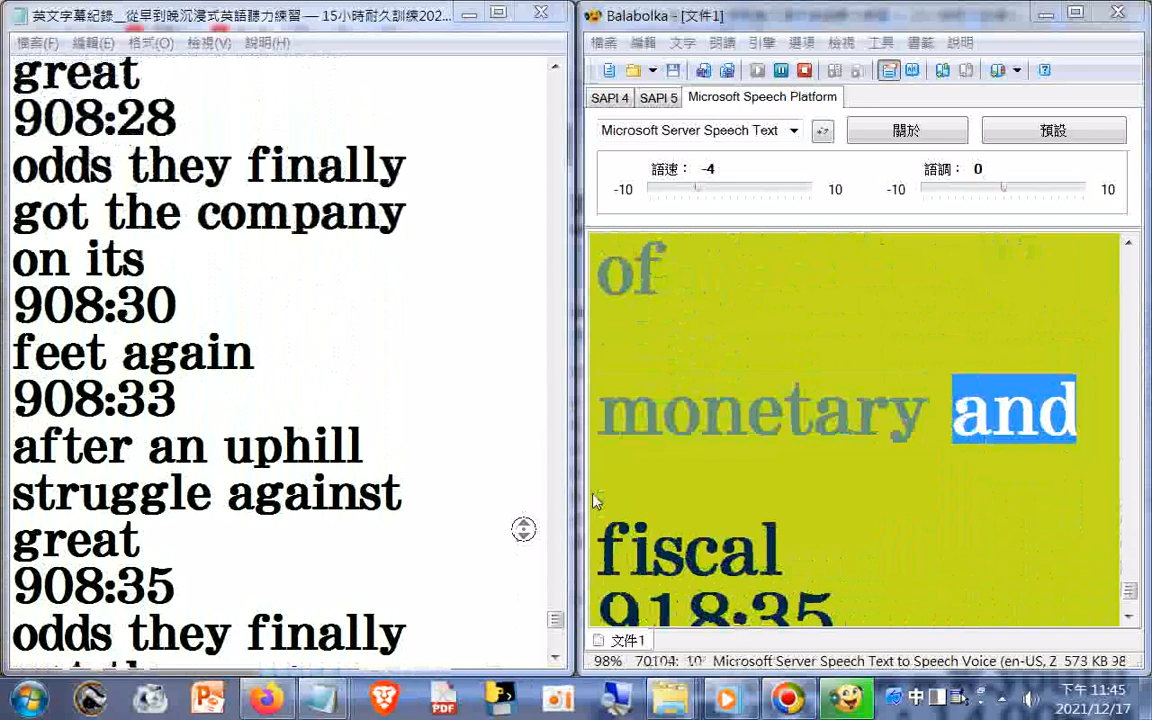 英文字幕紀錄__從早到晚沉浸式英語聽力練習 — 15小時耐久訓練202...
檔案(F) 編輯(E) 格式(O) 檢視(V) 說明(H)
great
908:28
odds they finally
got the company
on its
908:30
feet again
908:33
after an uphill
struggle against
great
908:35
odds they finally
Balabolka - [文件1]
檔案 編輯 文字 朗讀 引擎 選項 檢視 工具 書籤 說明
SAPI 4 SAPI 5 Microsoft Speech Platform
Microsoft Server Speech Text 關於 預設
語速: -4 語調: 0
-10 10 -10 10
of
monetary and
fiscal
918:35
文件1
98% 70104: 10 Microsoft Server Speech Text to Speech Voice (en-US, Z 573 KB 98
PDF
中
下午 11:45
2021/12/17